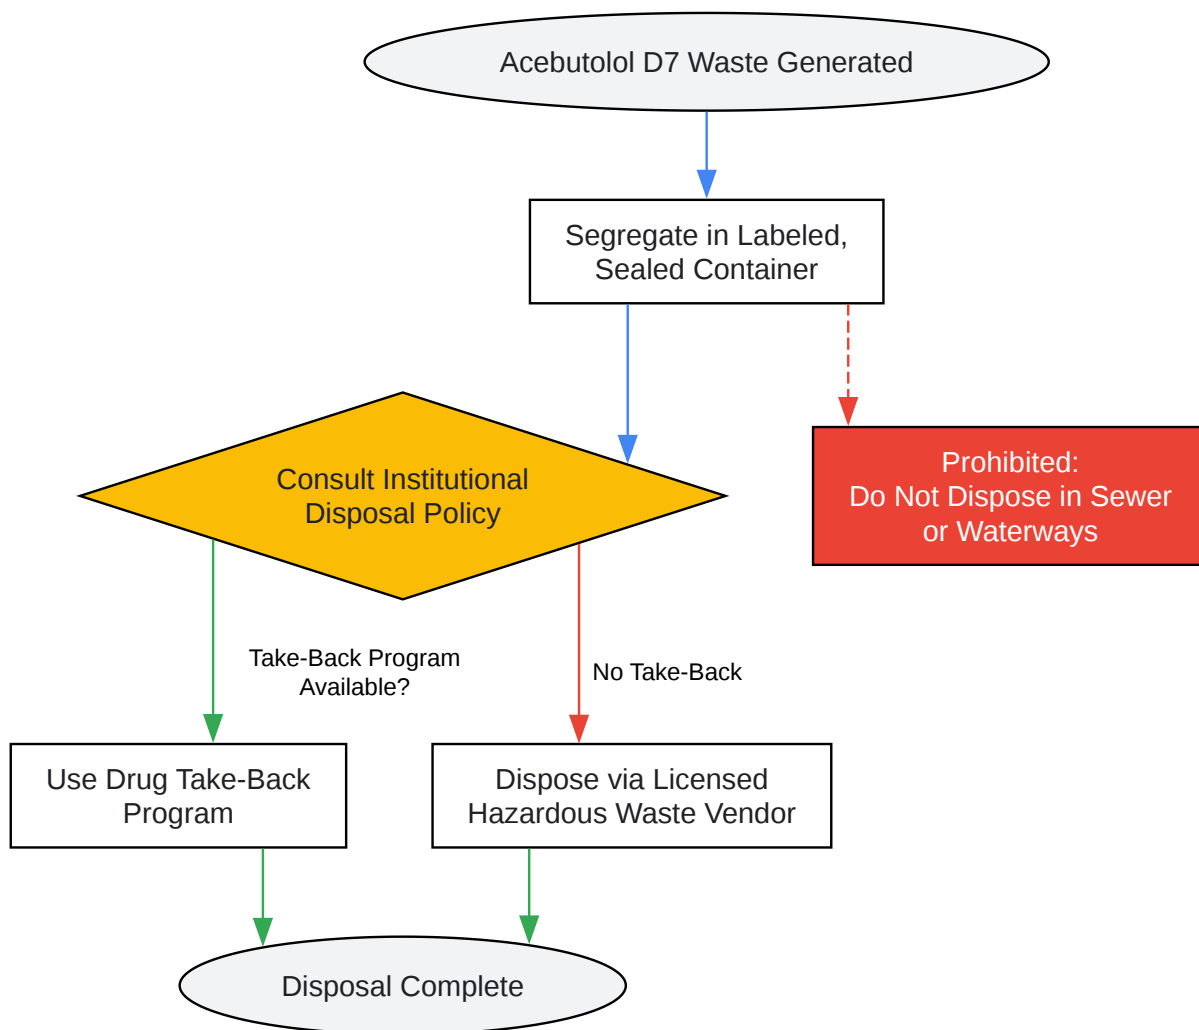 Acebutolol D7 Waste Generated
Segregate in Labeled,
Sealed Container
Consult Institutional
Disposal Policy
Prohibited:
Do Not Dispose in Sewer
or Waterways
Take-Back Program
Available?
No Take-Back
Use Drug Take-Back
Program
Dispose via Licensed
Hazardous Waste Vendor
Disposal Complete